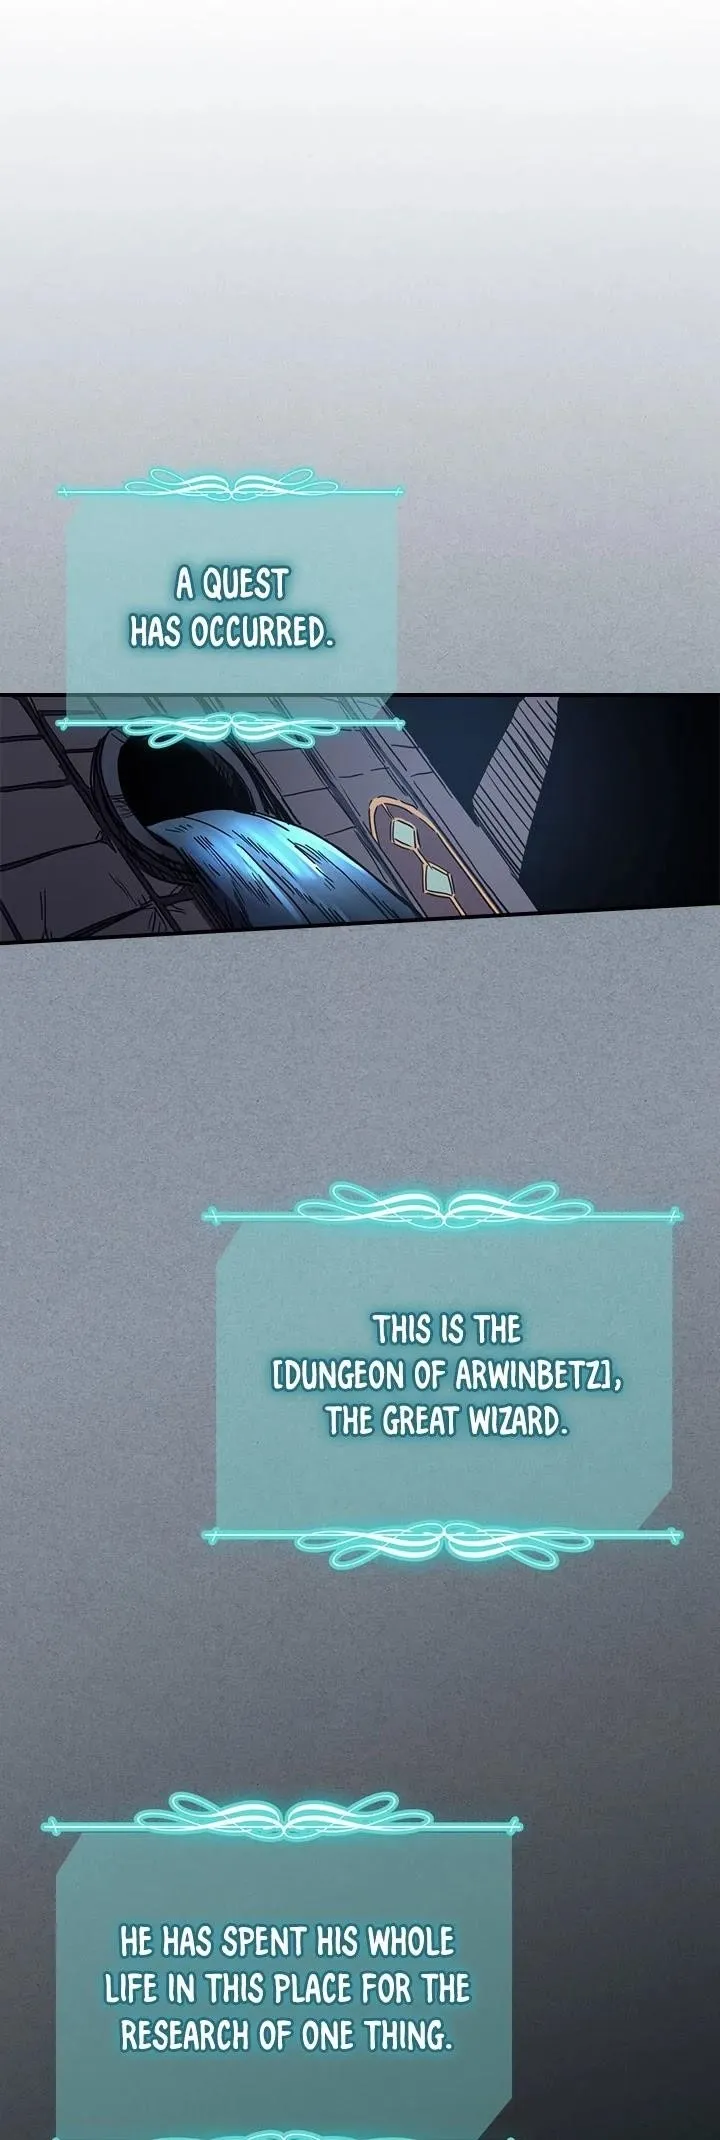 A QUEST
HAS OCCURRED.
THIS IS THE
[DUNGEON OF ARWINBETZ],
THE GREAT WIZARD.
HE HAS SPENT HIS WHOLE
LIFE IN THIS PLACE FOR THE
RESEARCH OF ONE THING.